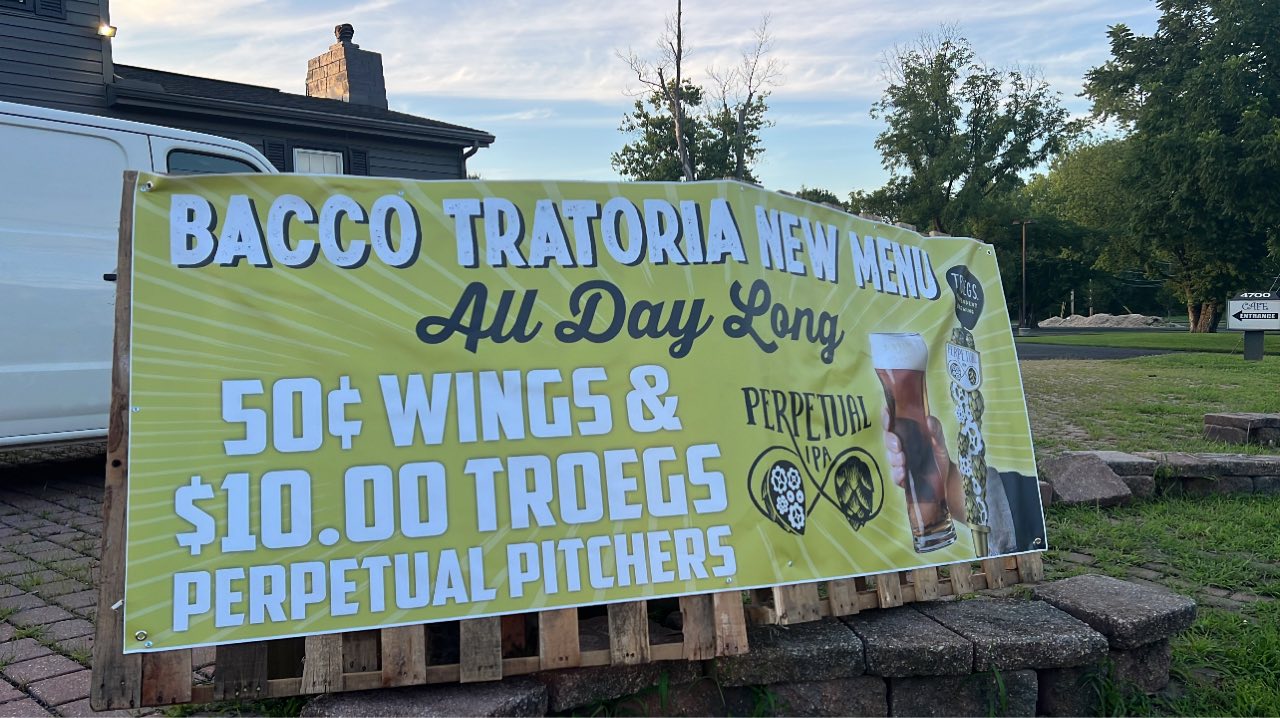 BACCO TRATORIA NEW MENU
All Day Long
50¢ WINGS &
$10.00 TROEGS
PERPETUAL PITCHERS
PERPETUAL
IPA
TRÖEGS
PERPETUAL
4700
CAFE
ENTRANCE